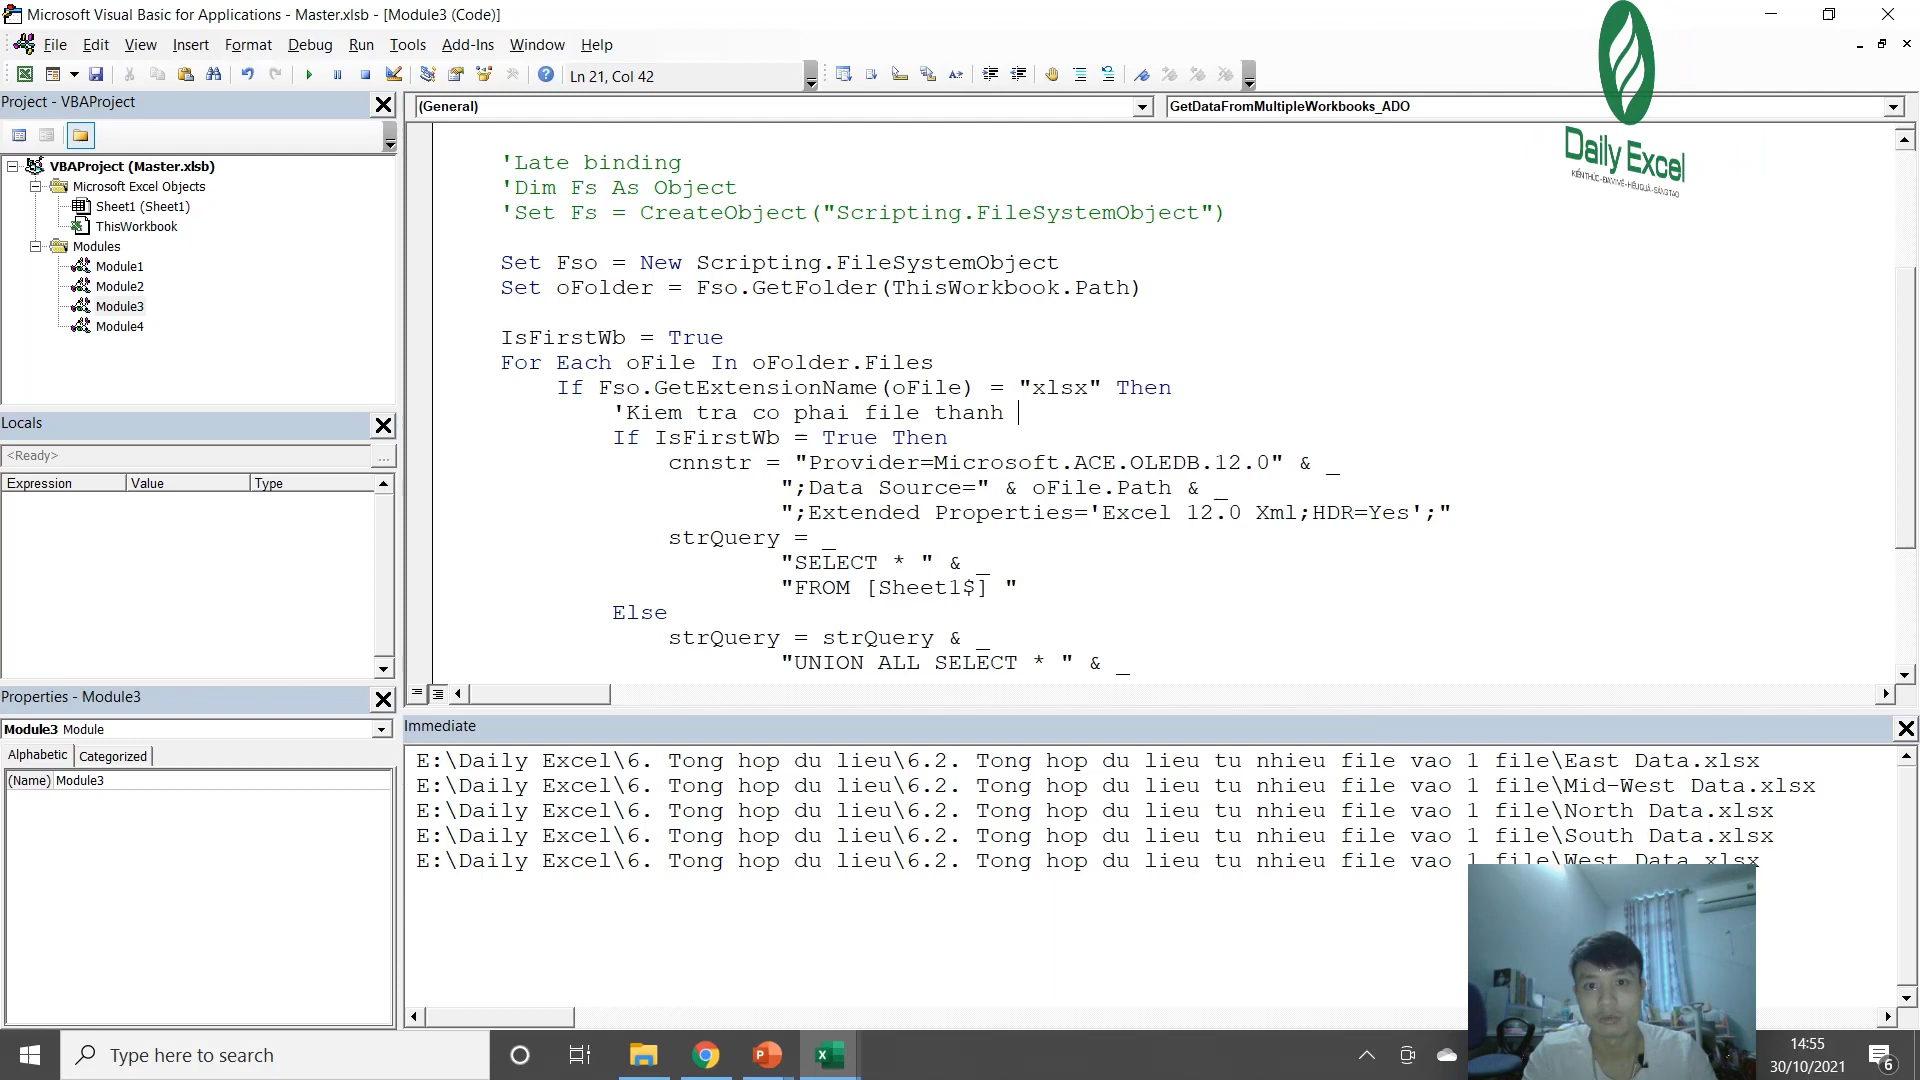 Microsoft Visual Basic for Applications - Master.xlsb - [Module3 (Code)]
File Edit View Insert Format Debug Run Tools Add-Ins Window Help
Ln 21, Col 42
Project - VBAProject
(General)
GetDataFromMultipleWorkbooks_ADO
Daily Excel
VBAProject (Master.xlsb)
Microsoft Excel Objects
Sheet1 (Sheet1)
ThisWorkbook
Modules
Module1
Module2
Module3
Module4
Locals
<Ready>
...
Expression Value Type
Properties - Module3
Module3 Module
Alphabetic Categorized
(Name) Module3
'Late binding
'Dim Fs As Object
'Set Fs = CreateObject("Scripting.FileSystemObject")
Set Fso = New Scripting.FileSystemObject
Set oFolder = Fso.GetFolder(ThisWorkbook.Path)
IsFirstWb = True
For Each oFile In oFolder.Files
If Fso.GetExtensionName(oFile) = "xlsx" Then
'Kiem tra co phai file thanh
If IsFirstWb = True Then
cnnstr = "Provider=Microsoft.ACE.OLEDB.12.0" & _
";Data Source=" & oFile.Path & _
";Extended Properties='Excel 12.0 Xml;HDR=Yes';"
strQuery = _
"SELECT * " & _
"FROM [Sheet1$] "
Else
strQuery = strQuery & _
"UNION ALL SELECT * " & _
Immediate
E:\Daily Excel\6. Tong hop du lieu\6.2. Tong hop du lieu tu nhieu file vao 1 file\East Data.xlsx
E:\Daily Excel\6. Tong hop du lieu\6.2. Tong hop du lieu tu nhieu file vao 1 file\Mid-West Data.xlsx
E:\Daily Excel\6. Tong hop du lieu\6.2. Tong hop du lieu tu nhieu file vao 1 file\North Data.xlsx
E:\Daily Excel\6. Tong hop du lieu\6.2. Tong hop du lieu tu nhieu file vao 1 file\South Data.xlsx
E:\Daily Excel\6. Tong hop du lieu\6.2. Tong hop du lieu tu nhieu file vao 1 file\West Data.xlsx
Type here to search
14:55
30/10/2021
6